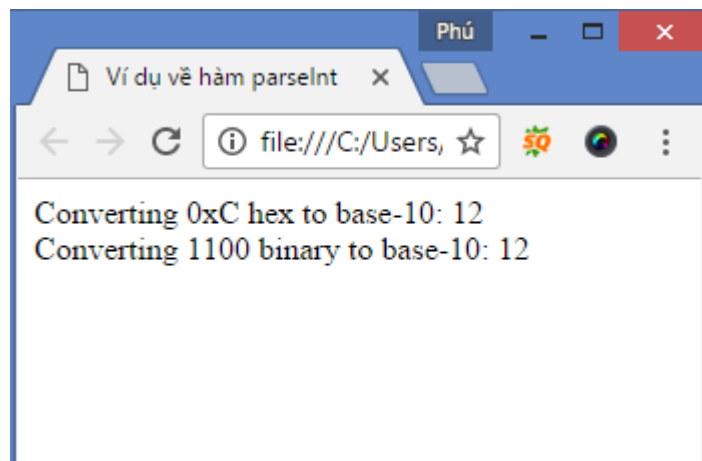 Phú
Ví dụ về hàm parseInt
file:///C:/Users,
SQ
Converting 0xC hex to base-10: 12
Converting 1100 binary to base-10: 12